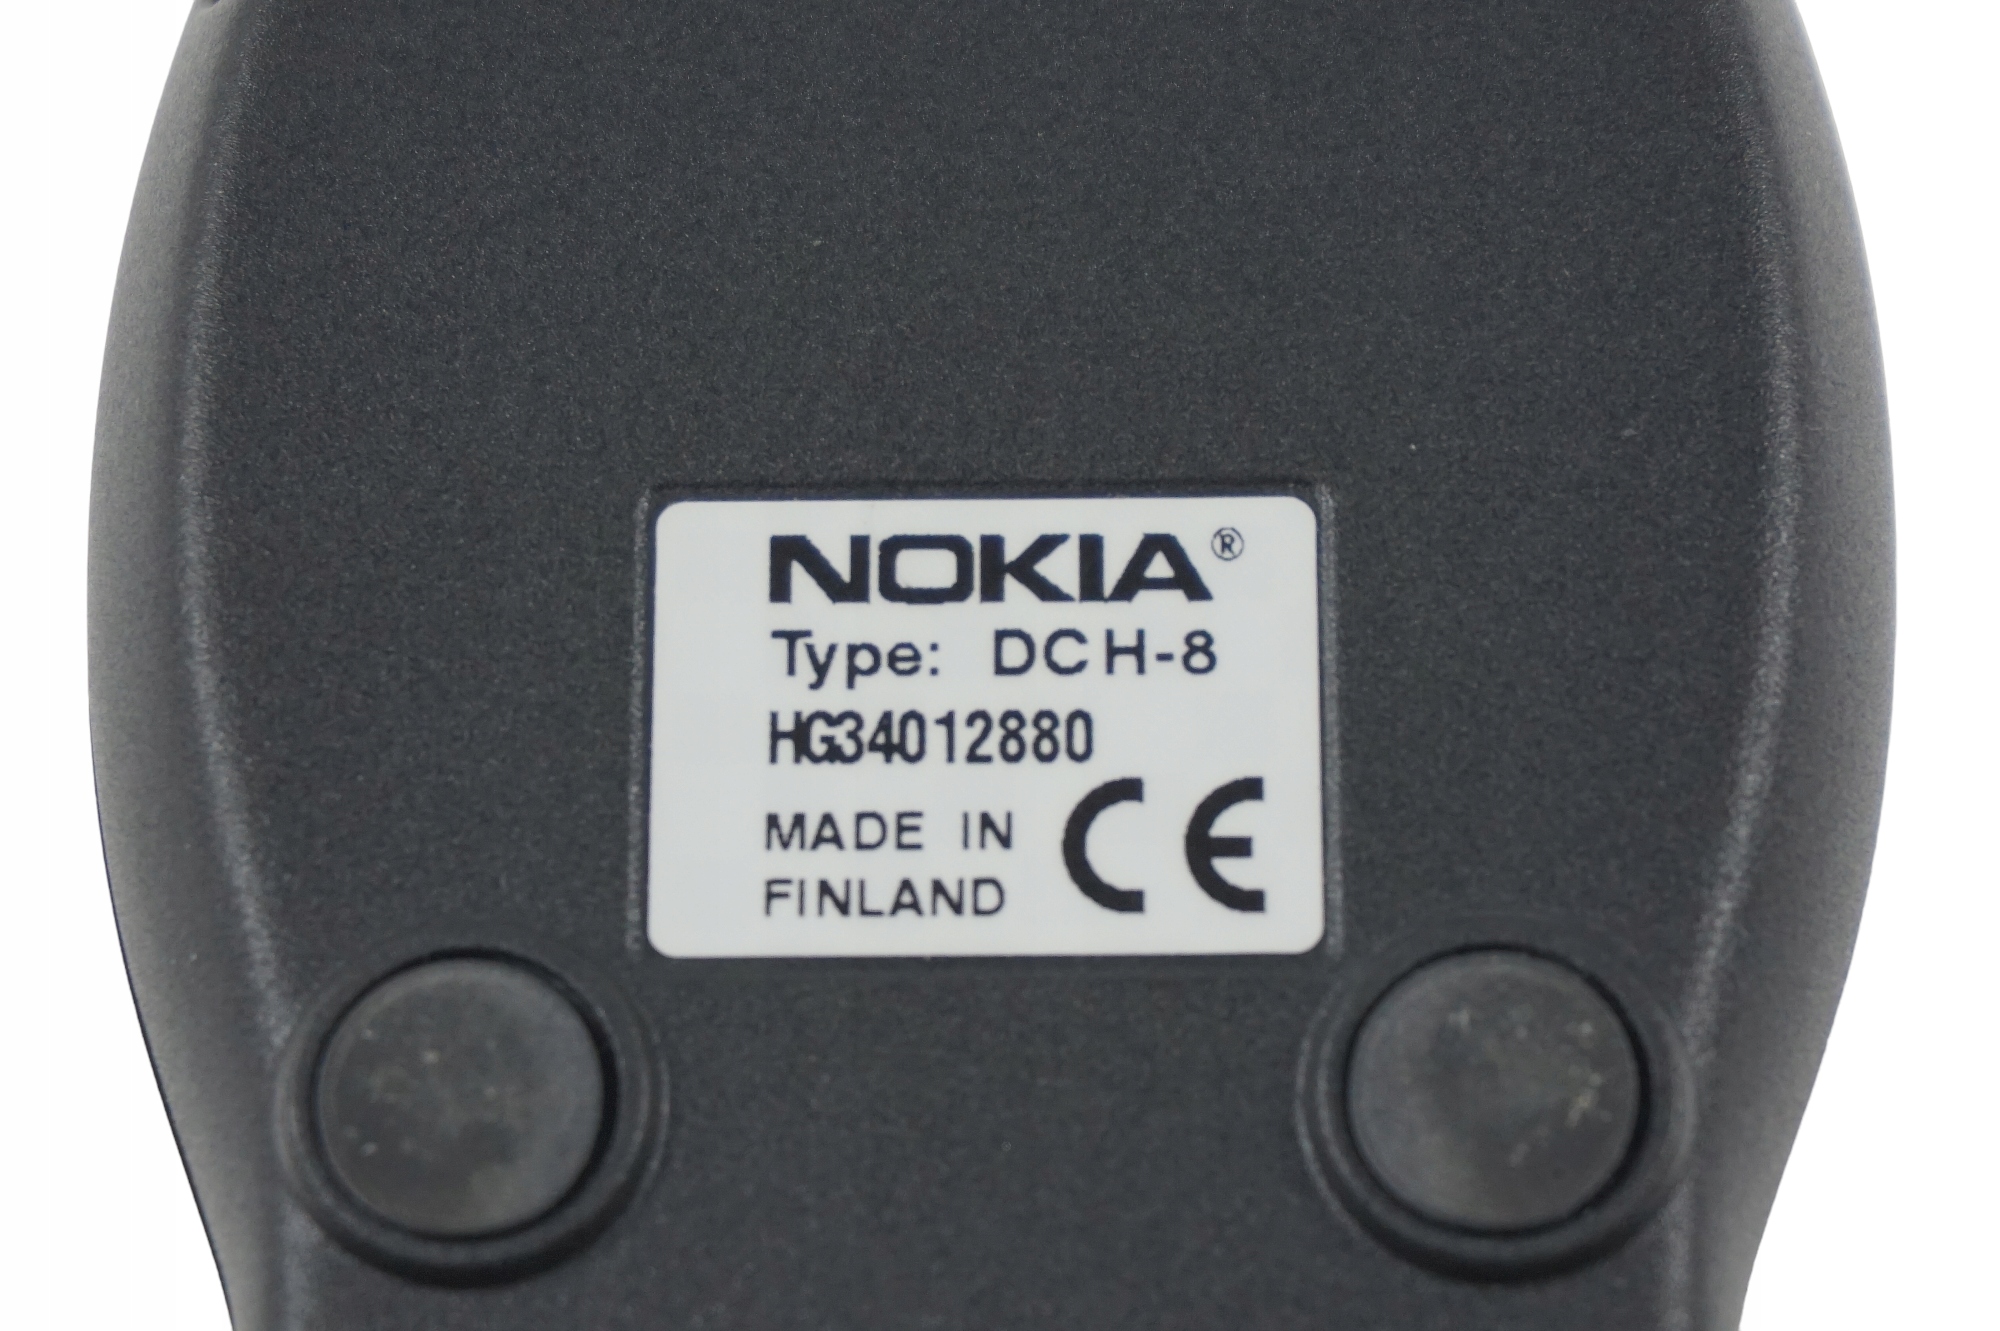 NOKIA®
Type: DCH-8
HG34012880
MADE IN
FINLAND
CE